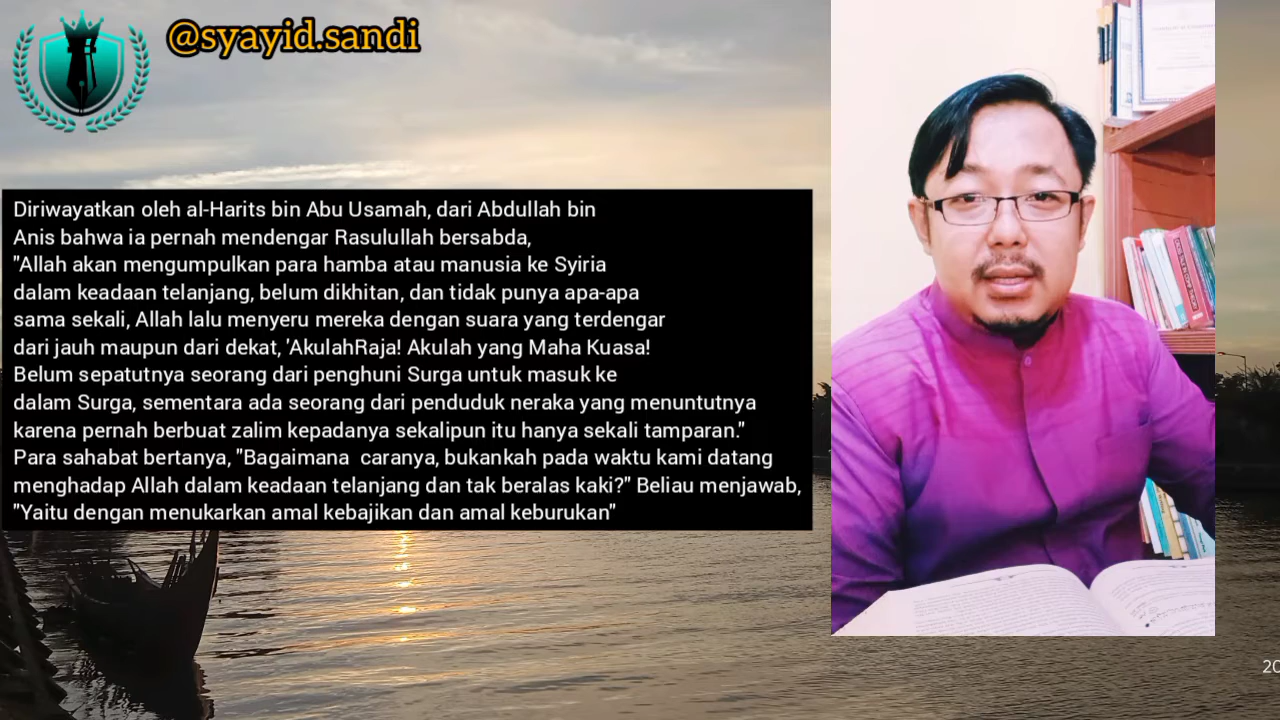 @syayid.sandi
Diriwayatkan oleh al-Harits bin Abu Usamah, dari Abdullah bin
Anis bahwa ia pernah mendengar Rasulullah bersabda,
"Allah akan mengumpulkan para hamba atau manusia ke Syiria
dalam keadaan telanjang, belum dikhitan, dan tidak punya apa-apa
sama sekali, Allah lalu menyeru mereka dengan suara yang terdengar
dari jauh maupun dari dekat, 'AkulahRaja! Akulah yang Maha Kuasa!
Belum sepatutnya seorang dari penghuni Surga untuk masuk ke
dalam Surga, sementara ada seorang dari penduduk neraka yang menuntutnya
karena pernah berbuat zalim kepadanya sekalipun itu hanya sekali tamparan."
Para sahabat bertanya, "Bagaimana  caranya, bukankah pada waktu kami datang
menghadap Allah dalam keadaan telanjang dan tak beralas kaki?" Beliau menjawab,
"Yaitu dengan menukarkan amal kebajikan dan amal keburukan"
20